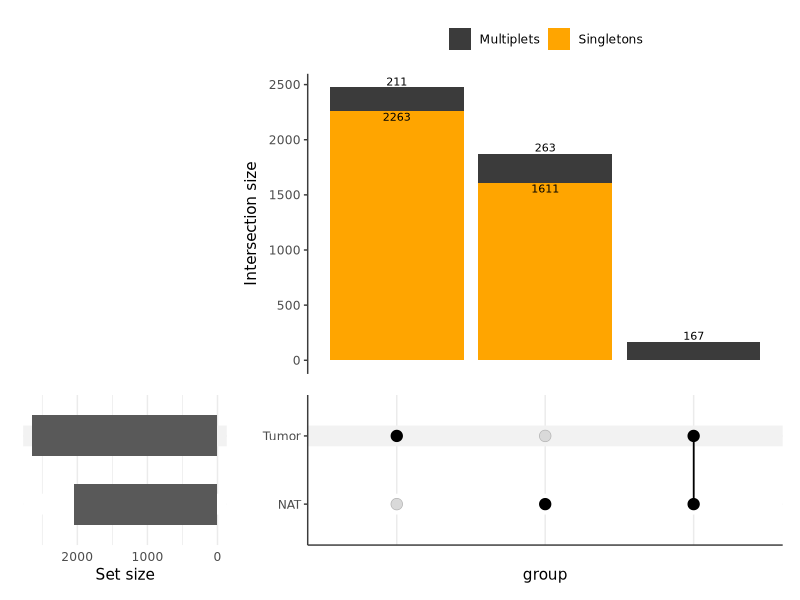 Multiplets Singletons
2500
2000
1500
1000
500
0
Intersection size
211
2263
263
1611
167
Tumor
NAT
2000 1000 0
Set size
group